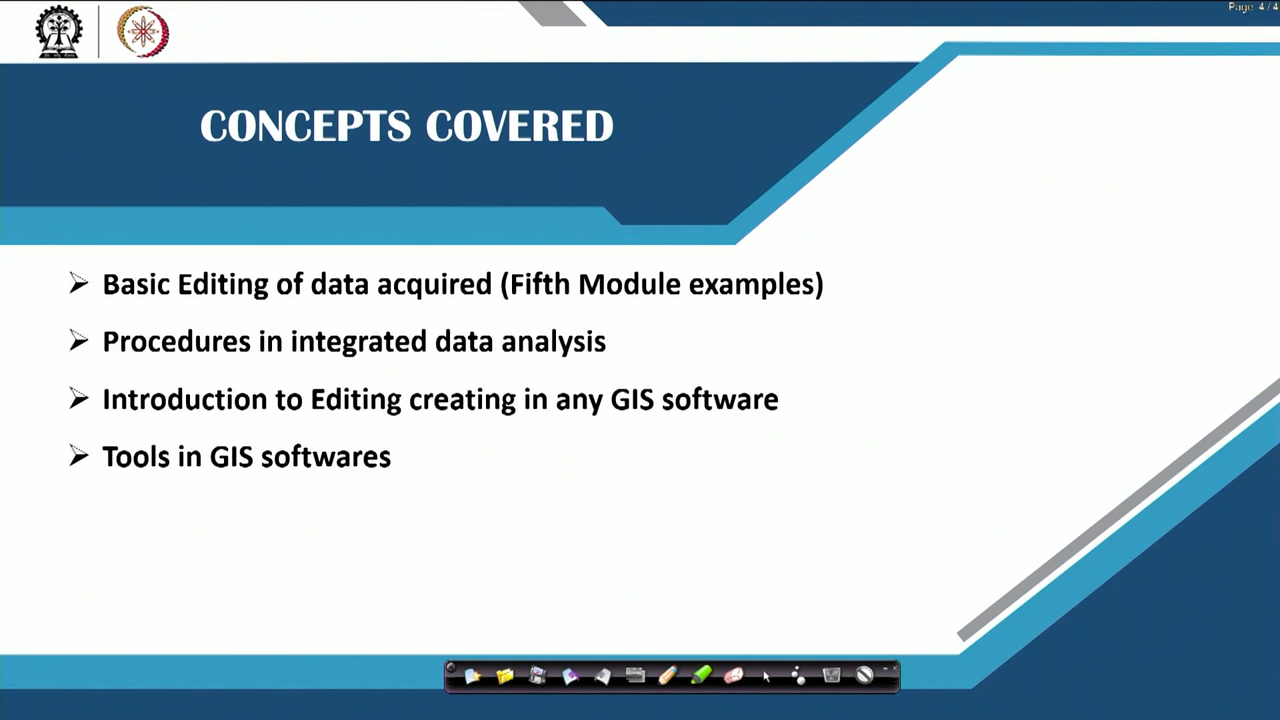 Page: 4 / 4
CONCEPTS COVERED
Basic Editing of data acquired (Fifth Module examples)
Procedures in integrated data analysis
Introduction to Editing creating in any GIS software
Tools in GIS softwares